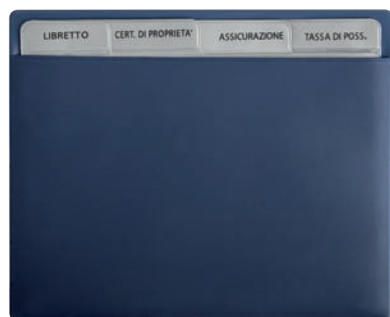 LIBRETTO
CERT. DI PROPRIETA'
ASSICURAZIONE
TASSA DI POSS.